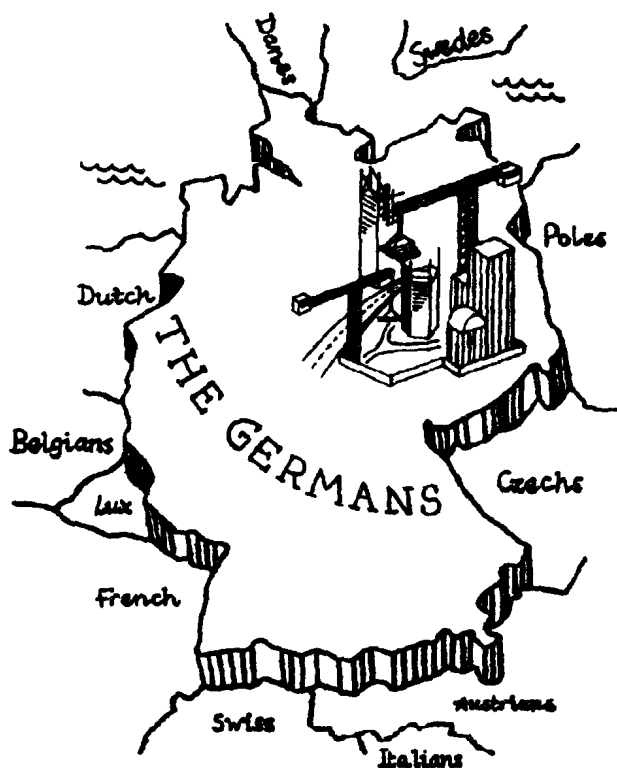 Danes
Swedes
Poles
Dutch
THE GERMANS
Belgians
Czechs
Lux
French
Austrians
Swiss
Italians